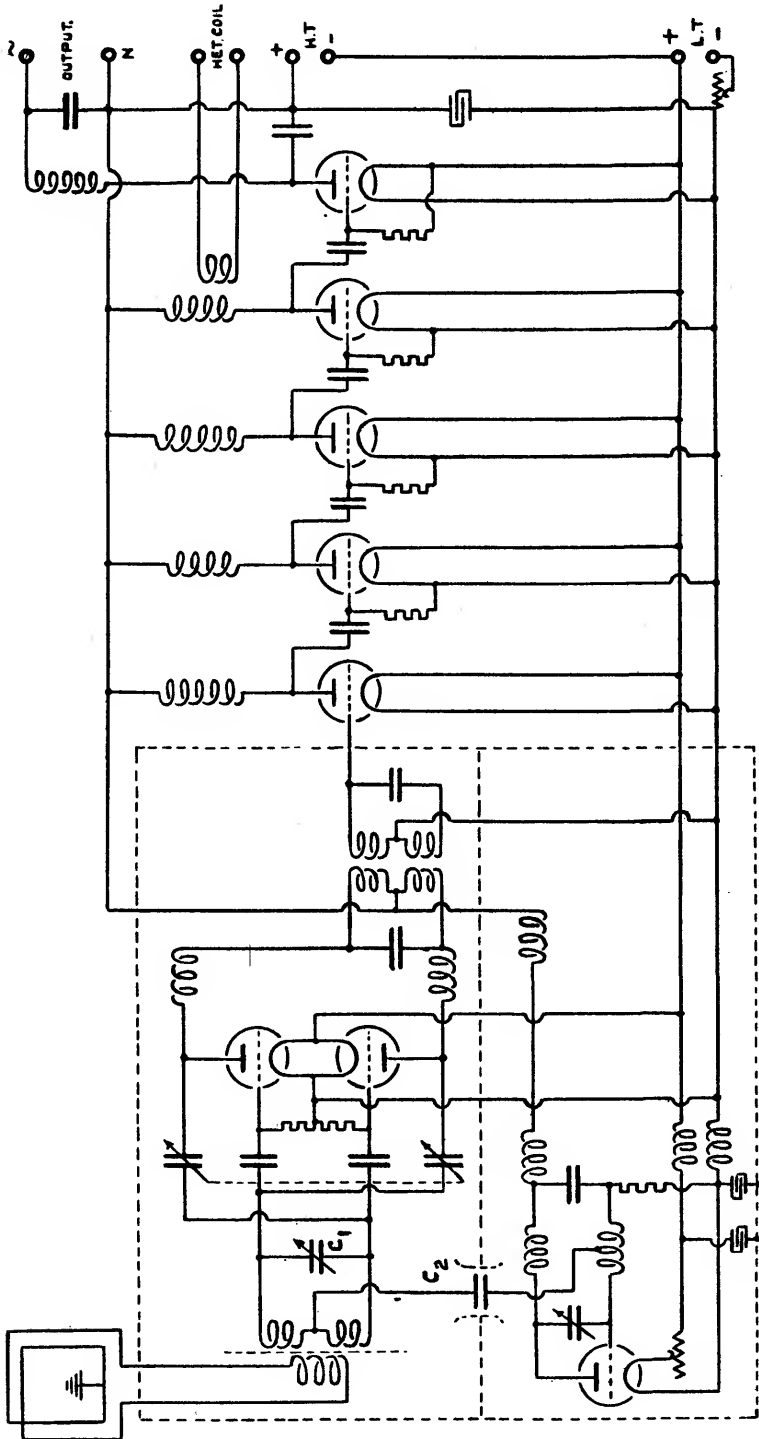 OUTPUT.
HET.COIL
+ H.T -
+ L.T -
C₁
C₂